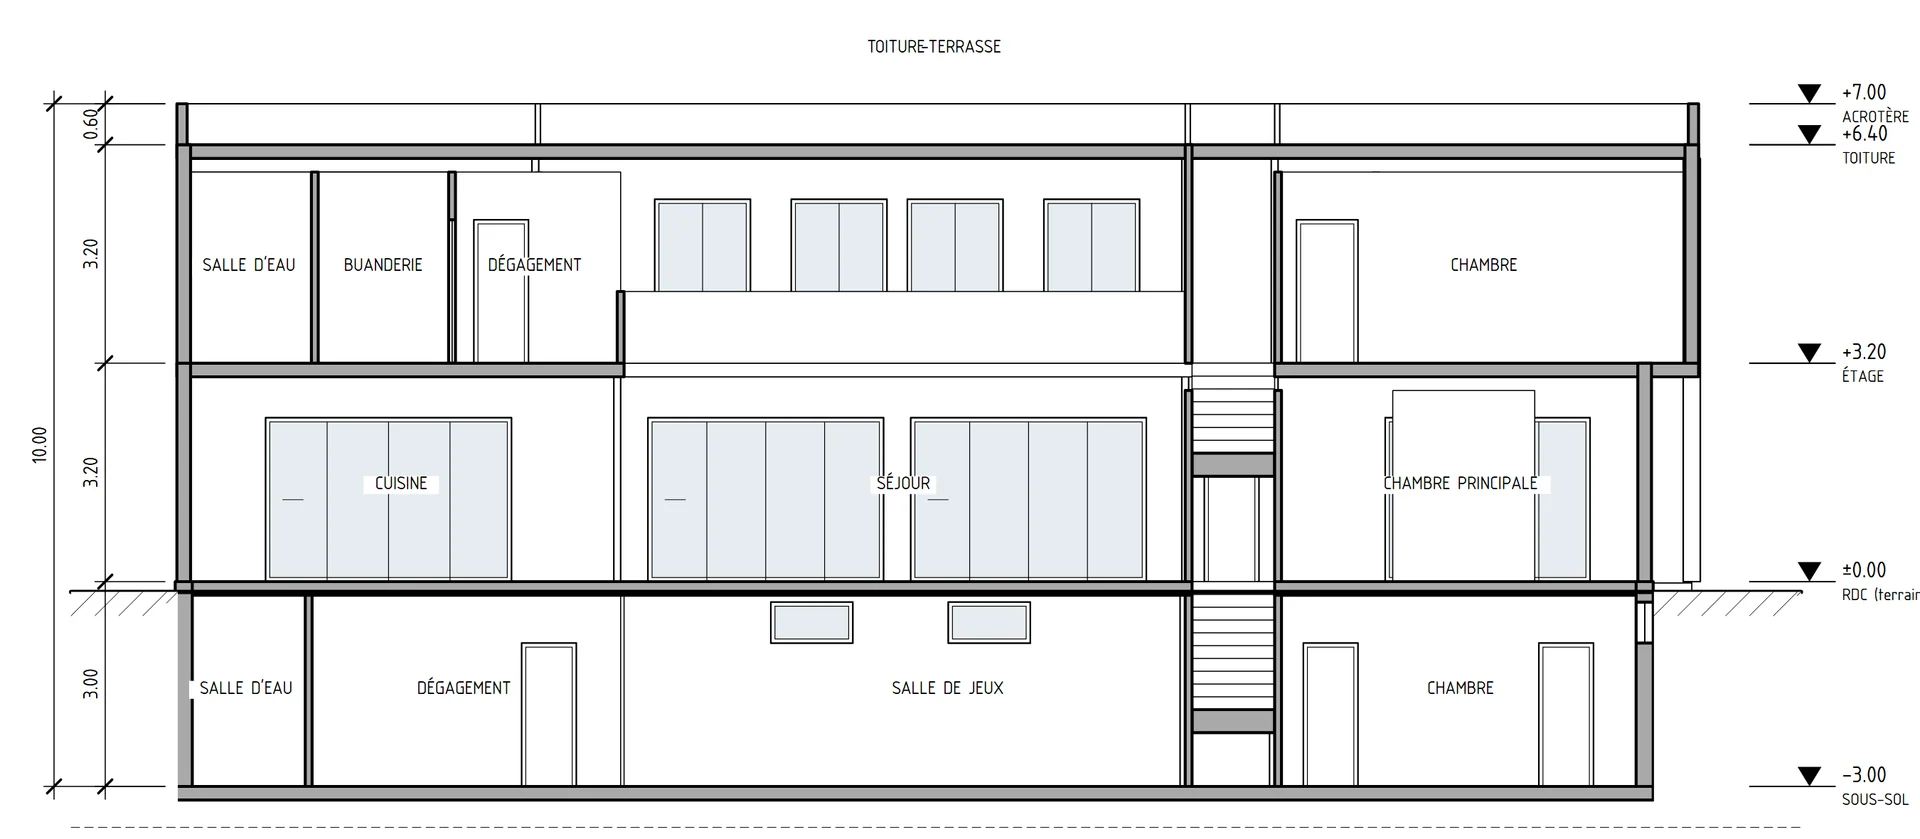 TOITURE-TERRASSE
+7.00
ACROTÈRE
0.60
+6.40
TOITURE
3.20
SALLE D'EAU
BUANDERIE
DÉGAGEMENT
CHAMBRE
+3.20
ÉTAGE
10.00
3.20
CUISINE
SÉJOUR
CHAMBRE PRINCIPALE
±0.00
RDC (terrain
3.00
SALLE D'EAU
DÉGAGEMENT
SALLE DE JEUX
CHAMBRE
-3.00
SOUS-SOL